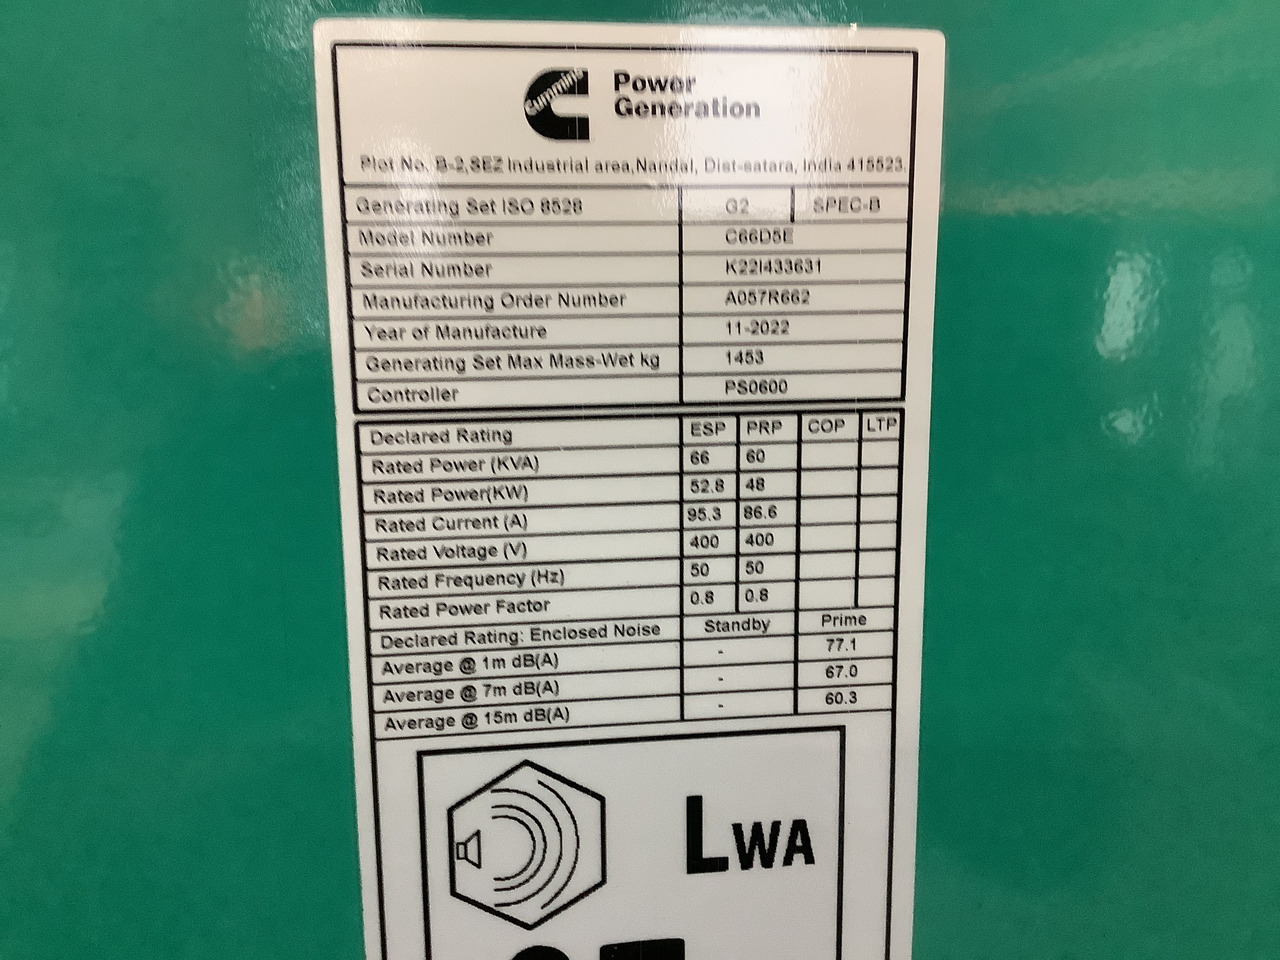 Cummins
Power
Generation
Plot No. B-2,SEZ Industrial area,Nandal, Dist-satara, India 415523.
Generating Set ISO 8528 G2 SPEC-B
Model Number C66D5E
Serial Number K22I433631
Manufacturing Order Number A057R662
Year of Manufacture 11-2022
Generating Set Max Mass-Wet kg 1453
Controller PS0600
Declared Rating ESP PRP COP LTP
Rated Power (KVA) 66 60
Rated Power(KW) 52.8 48
Rated Current (A) 95.3 86.6
Rated Voltage (V) 400 400
Rated Frequency (Hz) 50 50
Rated Power Factor 0.8 0.8
Declared Rating: Enclosed Noise Standby Prime
Average @ 1m dB(A) - 77.1
Average @ 7m dB(A) - 67.0
Average @ 15m dB(A) - 60.3
LWA